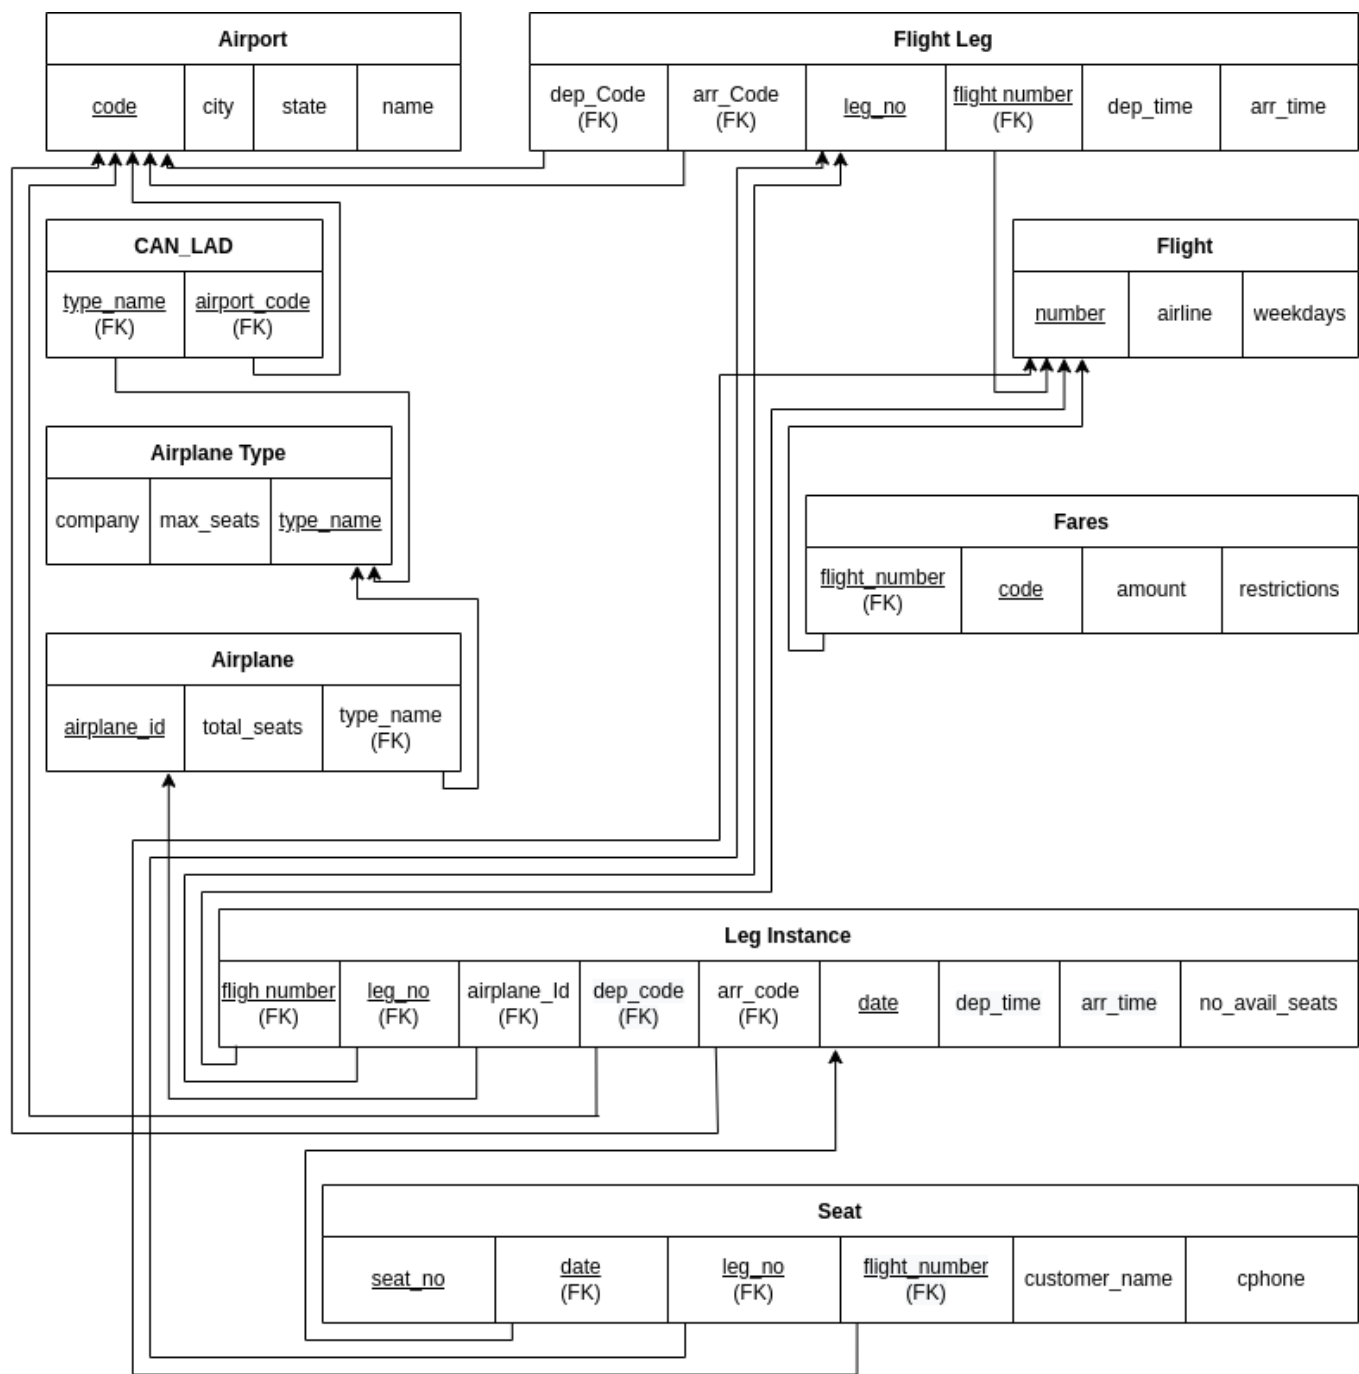 Airport
code
city
state
name
Flight Leg
dep_Code
(FK)
arr_Code
(FK)
leg_no
flight number
(FK)
dep_time
arr_time
CAN_LAD
type_name
(FK)
airport_code
(FK)
Flight
number
airline
weekdays
Airplane Type
company
max_seats
type_name
Fares
flight_number
(FK)
code
amount
restrictions
Airplane
airplane_id
total_seats
type_name
(FK)
Leg Instance
fligh number
(FK)
leg_no
(FK)
airplane_Id
(FK)
dep_code
(FK)
arr_code
(FK)
date
dep_time
arr_time
no_avail_seats
Seat
seat_no
date
(FK)
leg_no
(FK)
flight_number
(FK)
customer_name
cphone